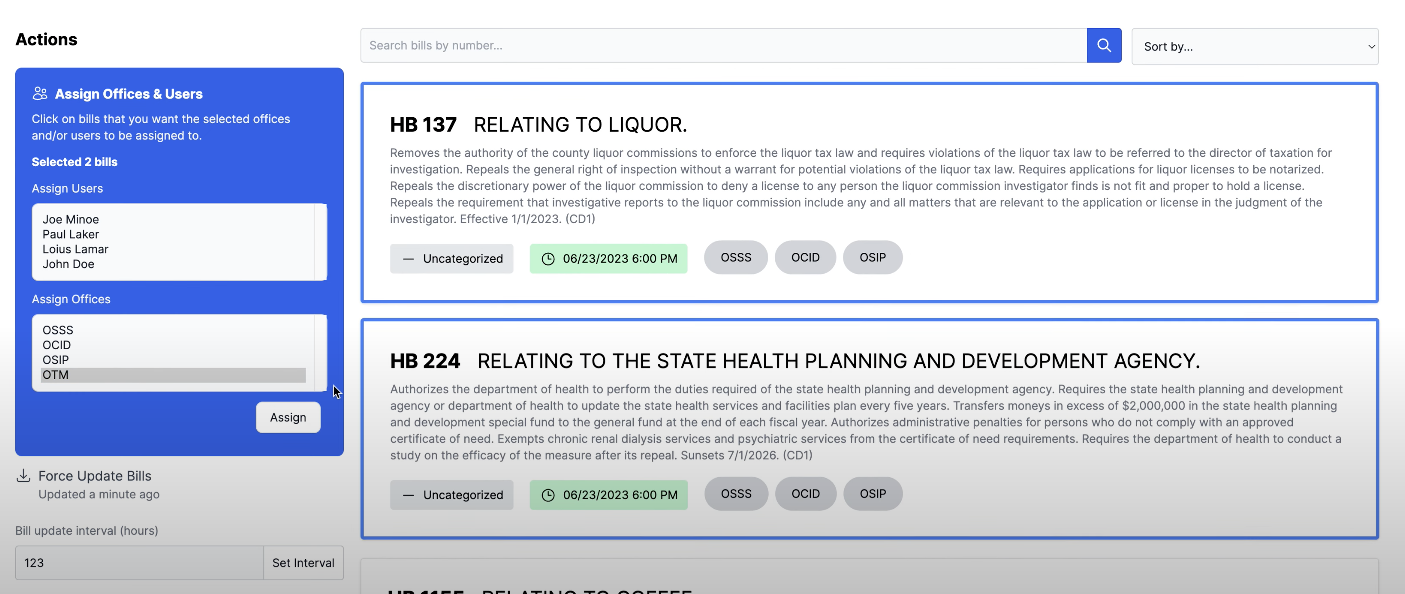 Actions
Assign Offices & Users
Click on bills that you want the selected offices
and/or users to be assigned to.
Selected 2 bills
Assign Users
Joe Minoe
Paul Laker
Loius Lamar
John Doe
Assign Offices
OSSS
OCID
OSIP
OTM
Assign
Force Update Bills
Updated a minute ago
Bill update interval (hours)
123
Set Interval
Search bills by number...
Sort by...
HB 137 RELATING TO LIQUOR.
Removes the authority of the county liquor commissions to enforce the liquor tax law and requires violations of the liquor tax law to be referred to the director of taxation for
investigation. Repeals the general right of inspection without a warrant for potential violations of the liquor tax law. Requires applications for liquor licenses to be notarized.
Repeals the discretionary power of the liquor commission to deny a license to any person the liquor commission investigator finds is not fit and proper to hold a license.
Repeals the requirement that investigative reports to the liquor commission include any and all matters that are relevant to the application or license in the judgment of the
investigator. Effective 1/1/2023. (CD1)
— Uncategorized 06/23/2023 6:00 PM OSSS OCID OSIP
HB 224 RELATING TO THE STATE HEALTH PLANNING AND DEVELOPMENT AGENCY.
Authorizes the department of health to perform the duties required of the state health planning and development agency. Requires the state health planning and development
agency or department of health to update the state health services and facilities plan every five years. Transfers moneys in excess of $2,000,000 in the state health planning
and development special fund to the general fund at the end of each fiscal year. Authorizes administrative penalties for persons who do not comply with an approved
certificate of need. Exempts chronic renal dialysis services and psychiatric services from the certificate of need requirements. Requires the department of health to conduct a
study on the efficacy of the measure after its repeal. Sunsets 7/1/2026. (CD1)
— Uncategorized 06/23/2023 6:00 PM OSSS OCID OSIP
RELATING TO COFFEE